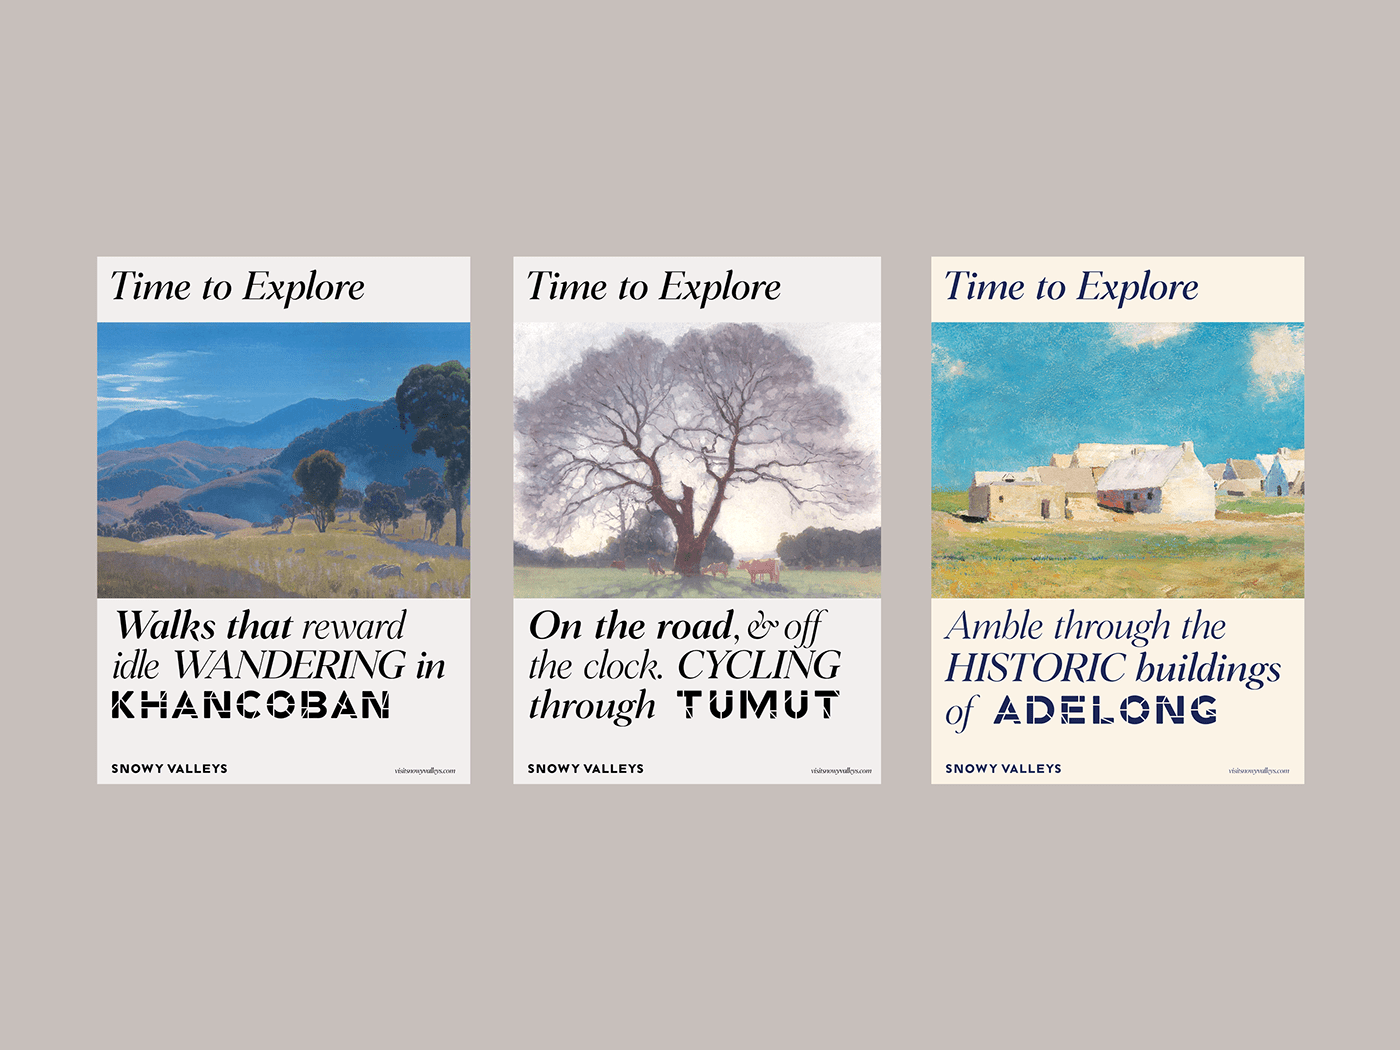 Time to Explore
Walks that reward
idle WANDERING in
KHANCOBAN
SNOWY VALLEYS
visitsnowyvalleys.com
Time to Explore
On the road, & off
the clock. CYCLING
through TUMUT
SNOWY VALLEYS
visitsnowyvalleys.com
Time to Explore
Amble through the
HISTORIC buildings
of ADELONG
SNOWY VALLEYS
visitsnowyvalleys.com